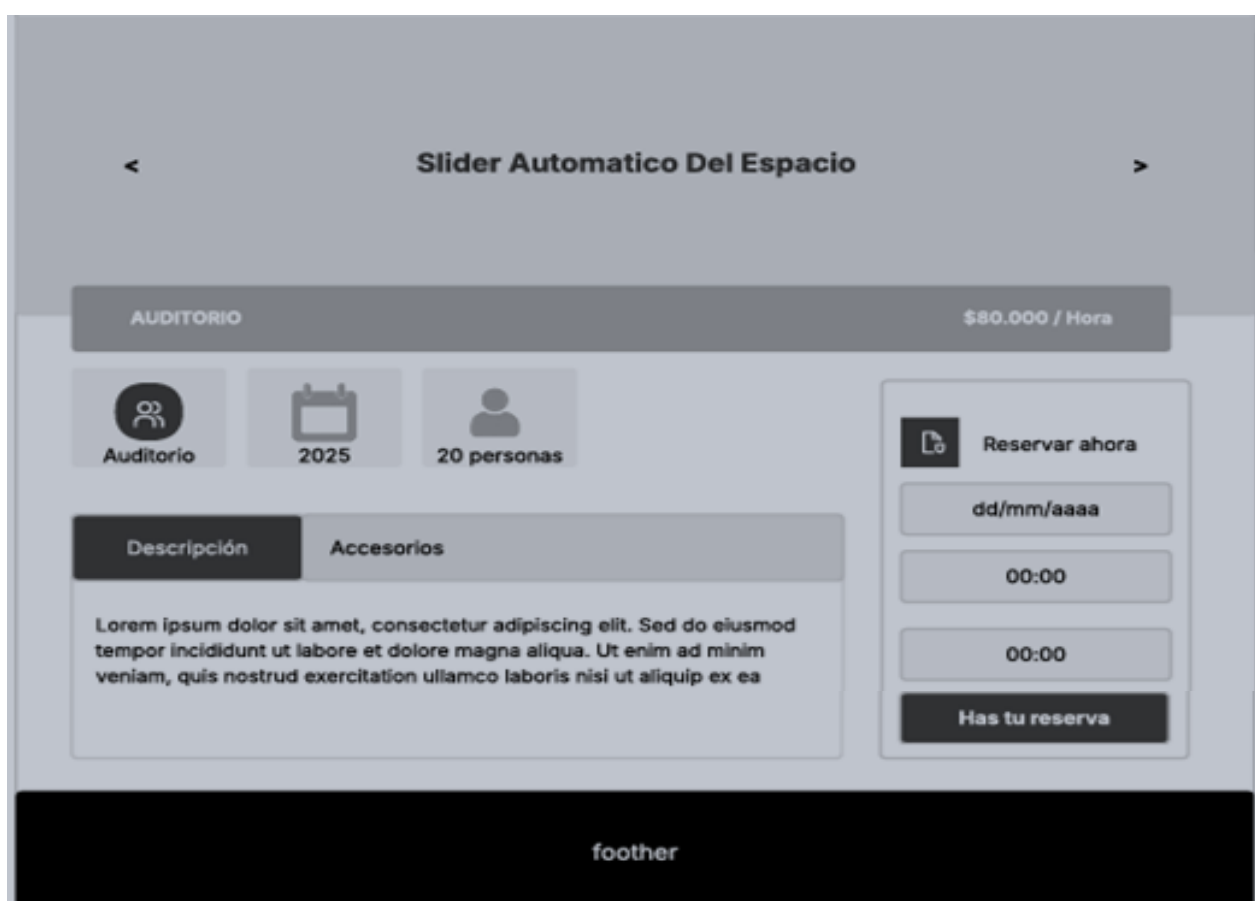 <
Slider Automatico Del Espacio
>
AUDITORIO
$80.000 / Hora
Auditorio
2025
20 personas
Descripción
Accesorios
Lorem ipsum dolor sit amet, consectetur adipiscing elit. Sed do eiusmod
tempor incididunt ut labore et dolore magna aliqua. Ut enim ad minim
veniam, quis nostrud exercitation ullamco laboris nisi ut aliquip ex ea
Reservar ahora
dd/mm/aaaa
00:00
00:00
Has tu reserva
foother